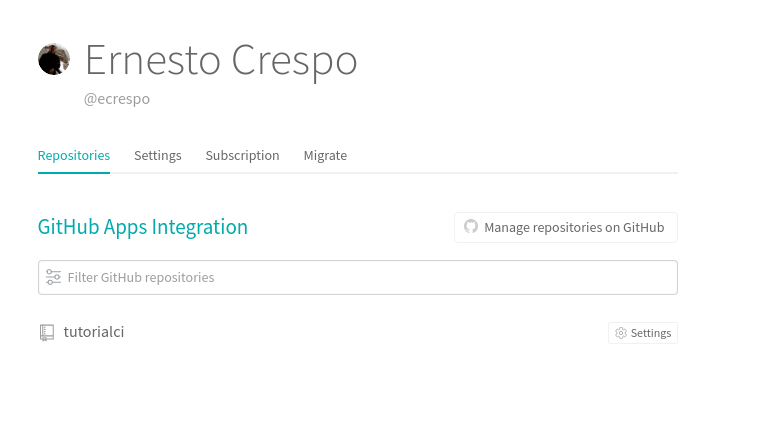 Ernesto Crespo
@ecrespo
Repositories Settings Subscription Migrate
GitHub Apps Integration
Manage repositories on GitHub
Filter GitHub repositories
tutorialci
Settings